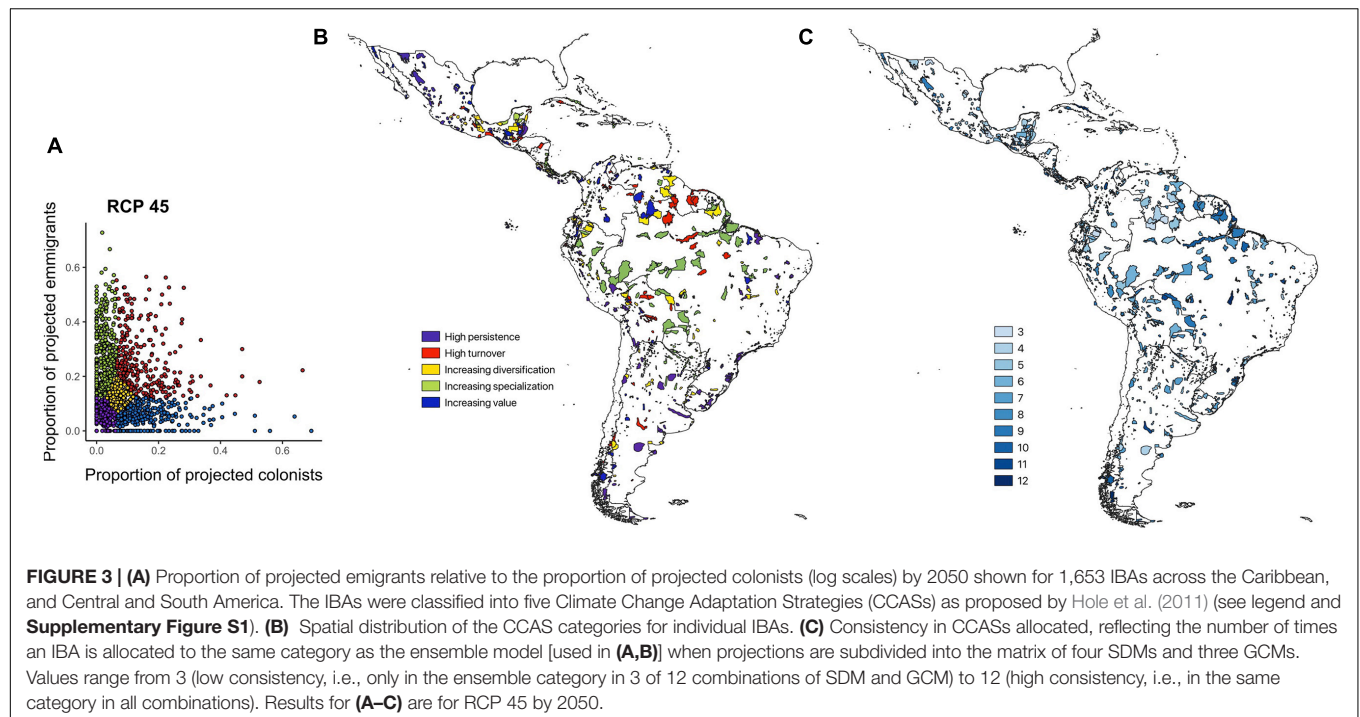 B
C
A
RCP 45
Proportion of projected emmigrants
0.6
0.4
0.2
0.0
0.0 0.2 0.4 0.6
Proportion of projected colonists
High persistence
High turnover
Increasing diversification
Increasing specialization
Increasing value
3
4
5
6
7
8
9
10
11
12
FIGURE 3 | (A) Proportion of projected emigrants relative to the proportion of projected colonists (log scales) by 2050 shown for 1,653 IBAs across the Caribbean,
and Central and South America. The IBAs were classified into five Climate Change Adaptation Strategies (CCASs) as proposed by Hole et al. (2011) (see legend and
Supplementary Figure S1). (B) Spatial distribution of the CCAS categories for individual IBAs. (C) Consistency in CCASs allocated, reflecting the number of times
an IBA is allocated to the same category as the ensemble model [used in (A,B)] when projections are subdivided into the matrix of four SDMs and three GCMs.
Values range from 3 (low consistency, i.e., only in the ensemble category in 3 of 12 combinations of SDM and GCM) to 12 (high consistency, i.e., in the same
category in all combinations). Results for (A–C) are for RCP 45 by 2050.